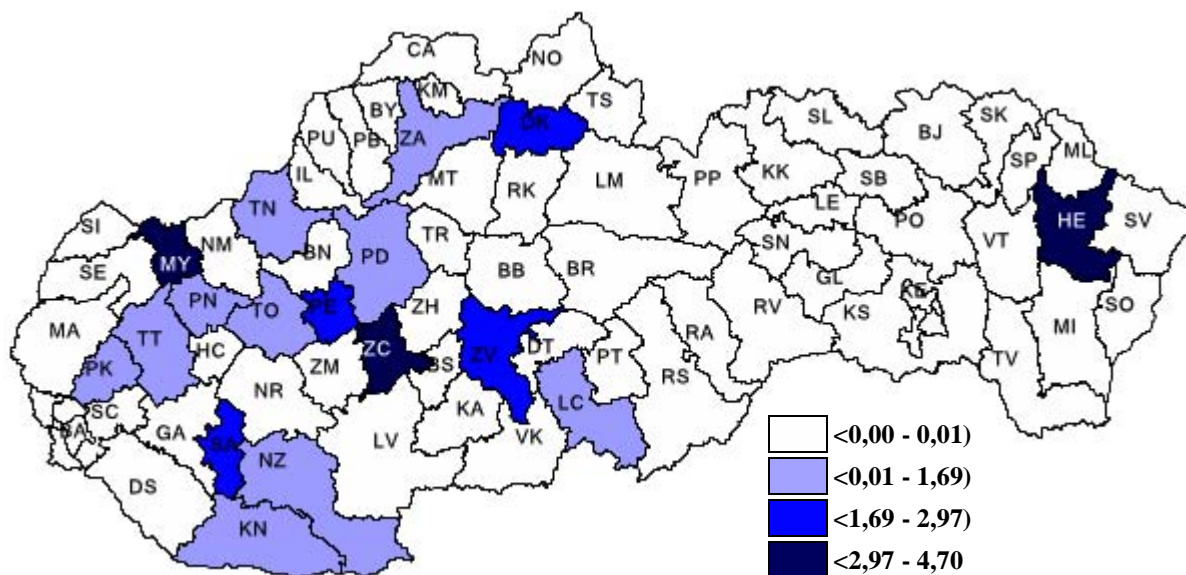 CA
NO
KM
TS
BY
PU
PB
ZA
DK
SL
BJ
SK
SP
ML
IL
MT
RK
LM
PP
KK
SB
LE
PO
TN
HE
SV
SI
NM
BN
PD
TR
BB
BR
SN
VT
MY
SE
GL
PN
TO
PE
ZH
RV
KS
SO
MA
TT
HC
ZM
ZC
BS
ZV
DT
PT
RA
MI
TV
PK
SC
NR
KA
LC
RS
BA
GA
SA
NZ
LV
VK
DS
KN
<0,00 - 0,01)
<0,01 - 1,69)
<1,69 - 2,97)
<2,97 - 4,70